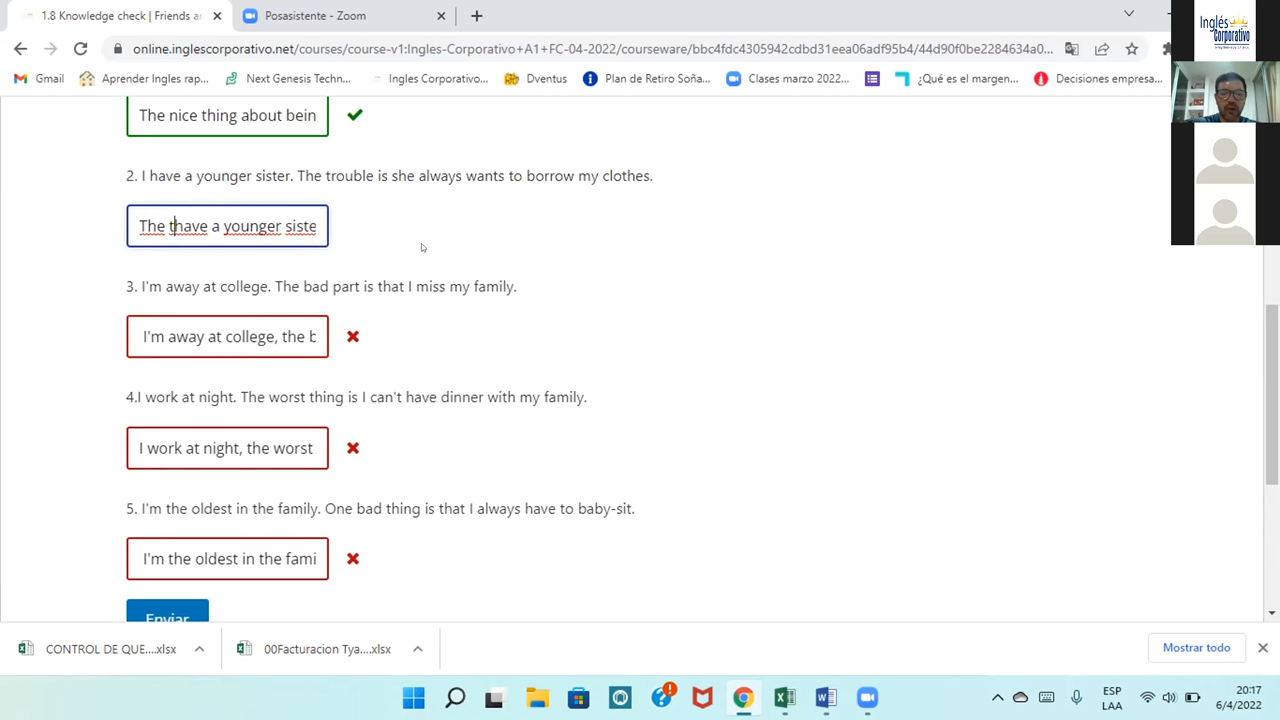 1.8 Knowledge check | Friends an
Posasistente - Zoom
online.inglescorporativo.net/courses/course-v1:Ingles-Corporativo+A1+FC-04-2022/courseware/bbc4fdc4305942cdbd31eea06adf95b4/44d90f0be2284634a0...
Gmail
Aprender Ingles rap...
Next Genesis Techn...
Ingles Corporativo...
Dventus
Plan de Retiro Soña...
Clases marzo 2022...
¿Qué es el margen...
Decisiones empresa...
Inglés
Corporativo
The nice thing about bein
2. I have a younger sister. The trouble is she always wants to borrow my clothes.
The thave a younger siste
3. I'm away at college. The bad part is that I miss my family.
I'm away at college, the b
4.I work at night. The worst thing is I can't have dinner with my family.
I work at night, the worst
5. I'm the oldest in the family. One bad thing is that I always have to baby-sit.
I'm the oldest in the fami
Enviar
CONTROL DE QUE....xlsx
00Facturacion Tya....xlsx
Mostrar todo
ESP
LAA
20:17
6/4/2022